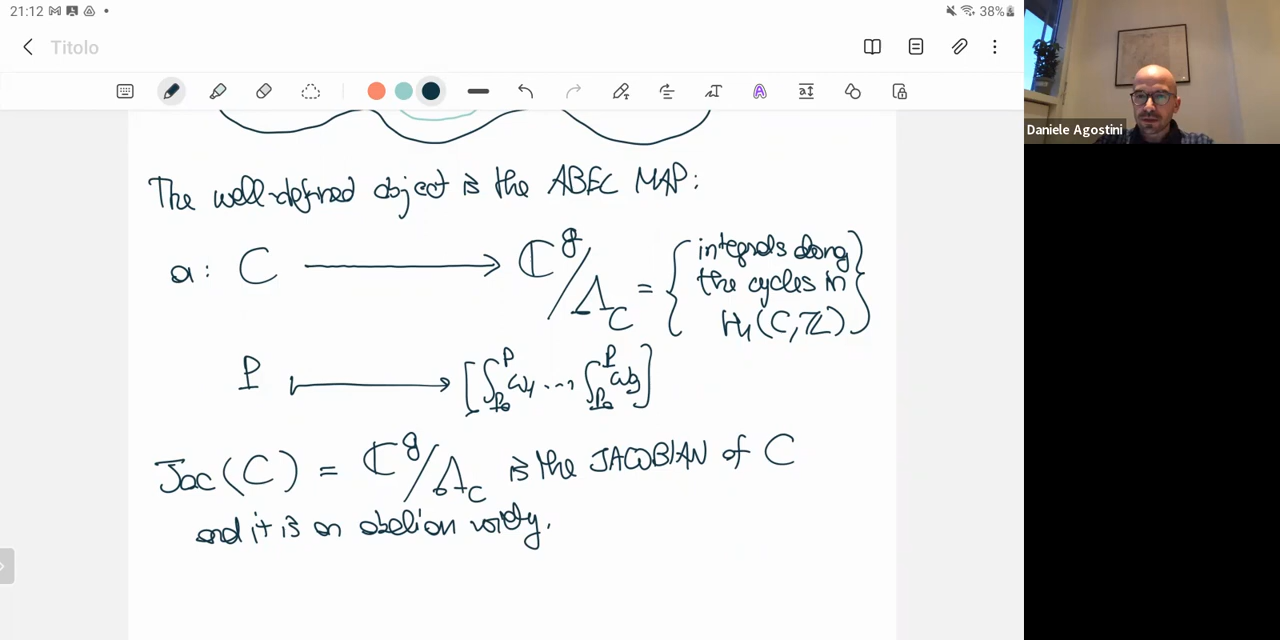 21:12
38%
Titolo
Daniele Agostini
The well-defined object is the ABEL MAP:
a: C ⟶ ℂ^g/Λ_C = { integrals along the cycles in H₁(C,ℤ) }
P ⟼ [∫_{P₀}^{P} ω₁ ... ∫_{P₀}^{P} ω_g]
Jac(C) = ℂ^g/Λ_C is the JACOBIAN of C
and it is an abelian variety.